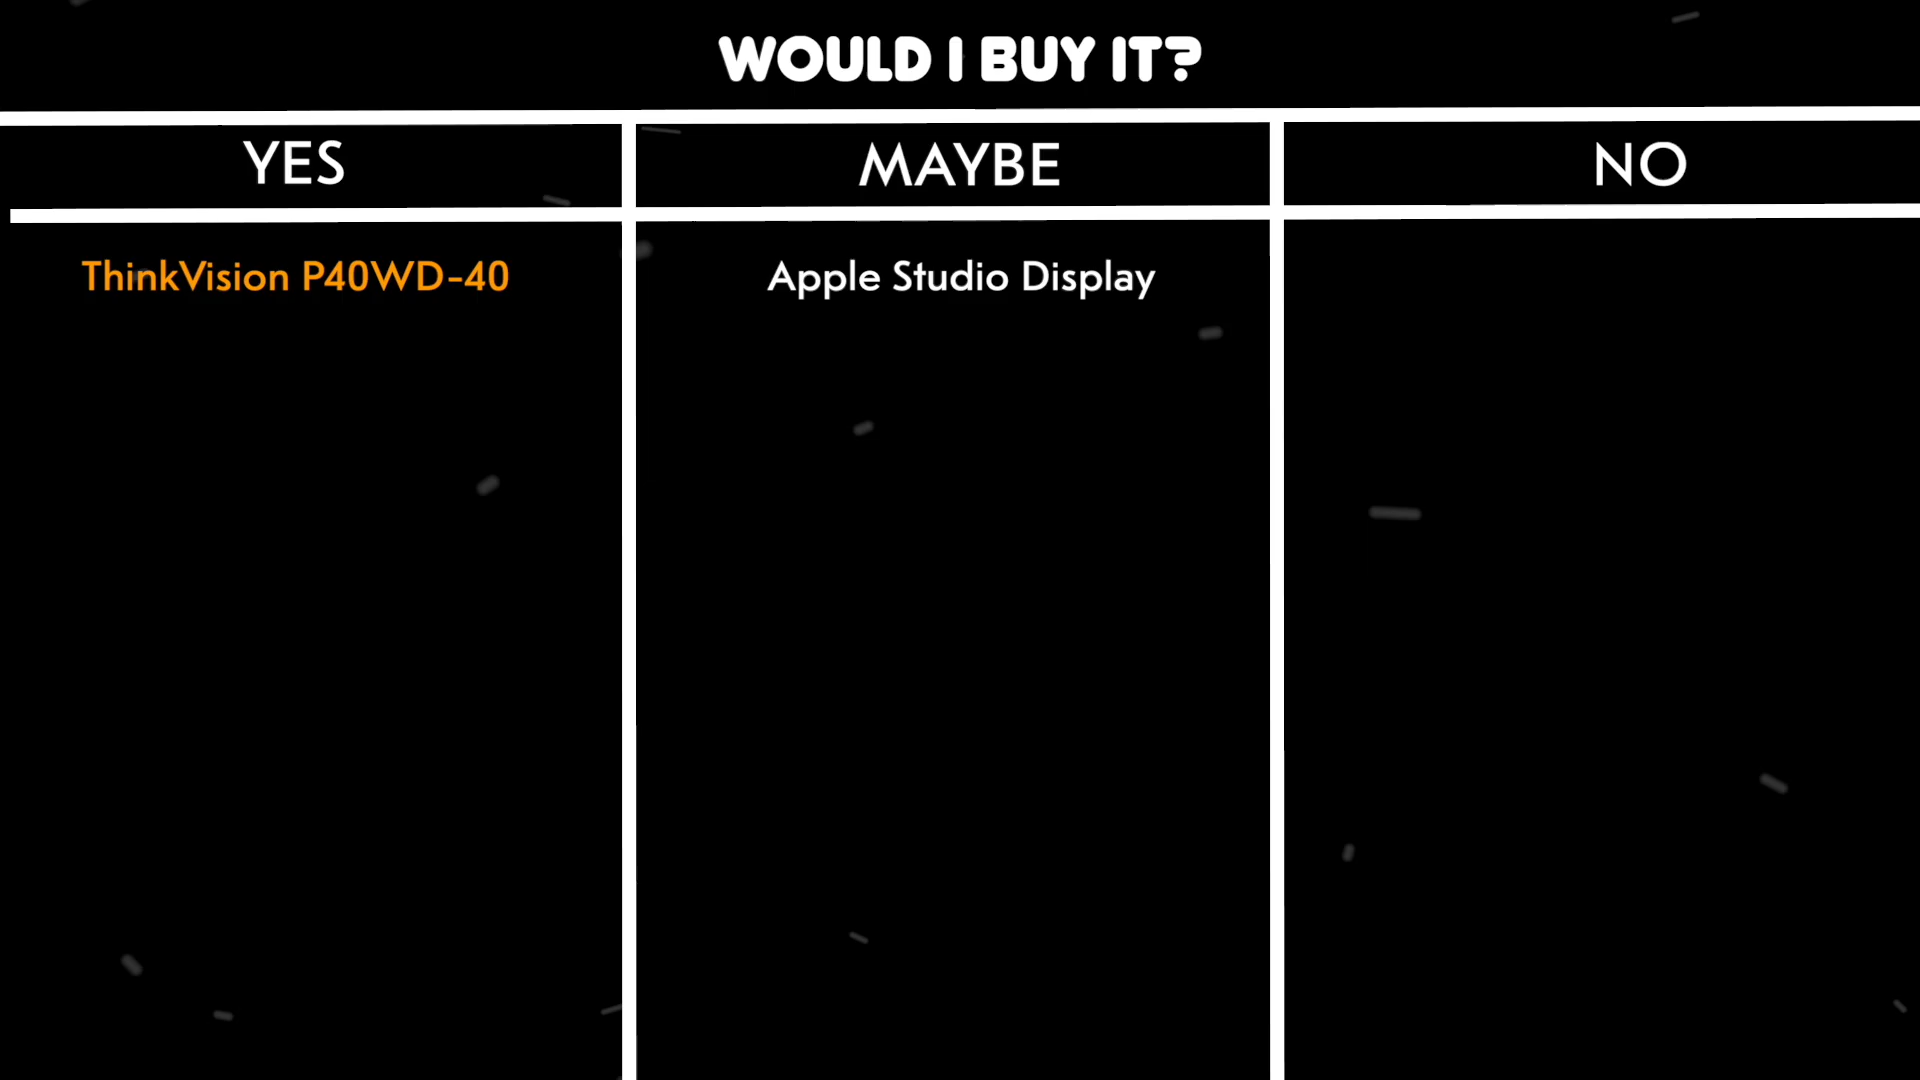 WOULD I BUY IT?
YES
MAYBE
NO
ThinkVision P40WD-40
Apple Studio Display